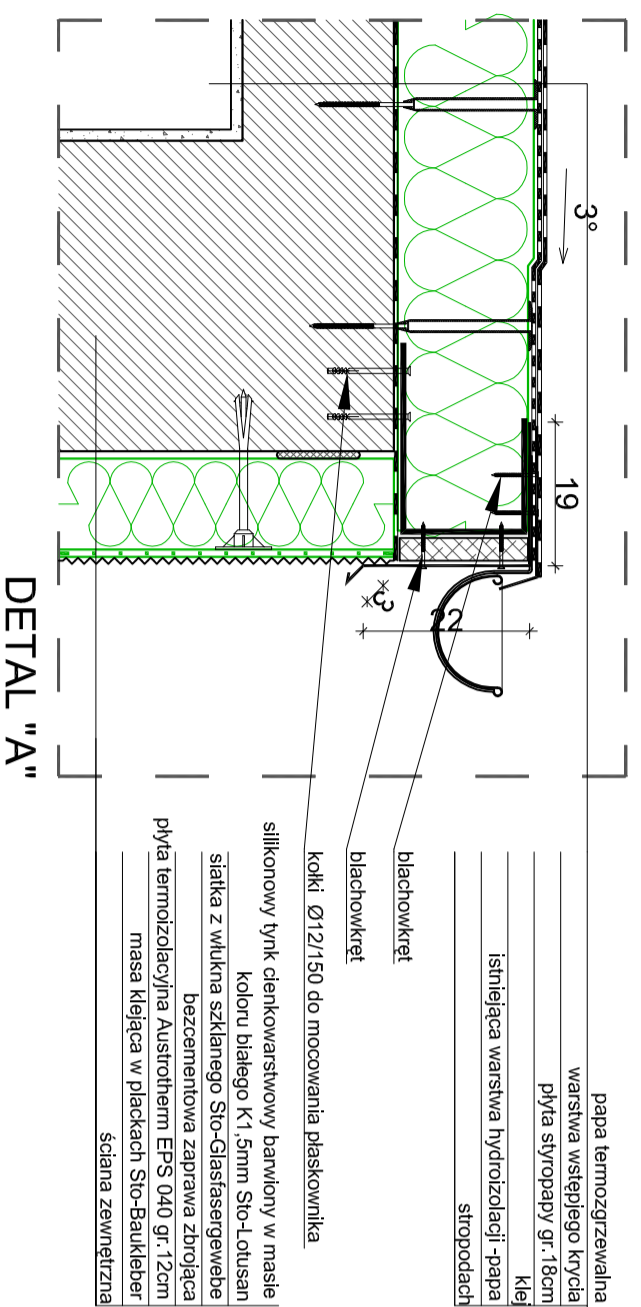 papa termozgrzewalna
warstwa wstępjego krycia
płyta styropapy gr.18cm
klej
istniejąca warstwa hydroizolacji -papa
stropodach
blachowkręt
blachowkręt
kołki Ø12/150 do mocowania płaskownika
silikonowy tynk cienkowarstwowy barwiony w masie
koloru białego K1,5mm Sto-Lotusan
siatka z włukna szklanego Sto-Glasfasergewebe
bezcementowa zaprawa zbrojąca
płyta termoizolacyjna Austrotherm EPS 040 gr.12cm
masa klejąca w plackach Sto-Baukleber
ściana zewnętrzna
3°
19
22
3
DETAL "A"